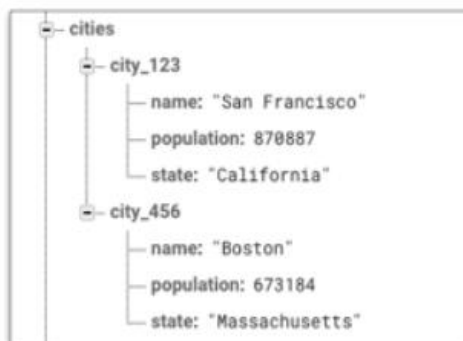 cities
city_123
name: "San Francisco"
population: 870887
state: "California"
city_456
name: "Boston"
population: 673184
state: "Massachusetts"